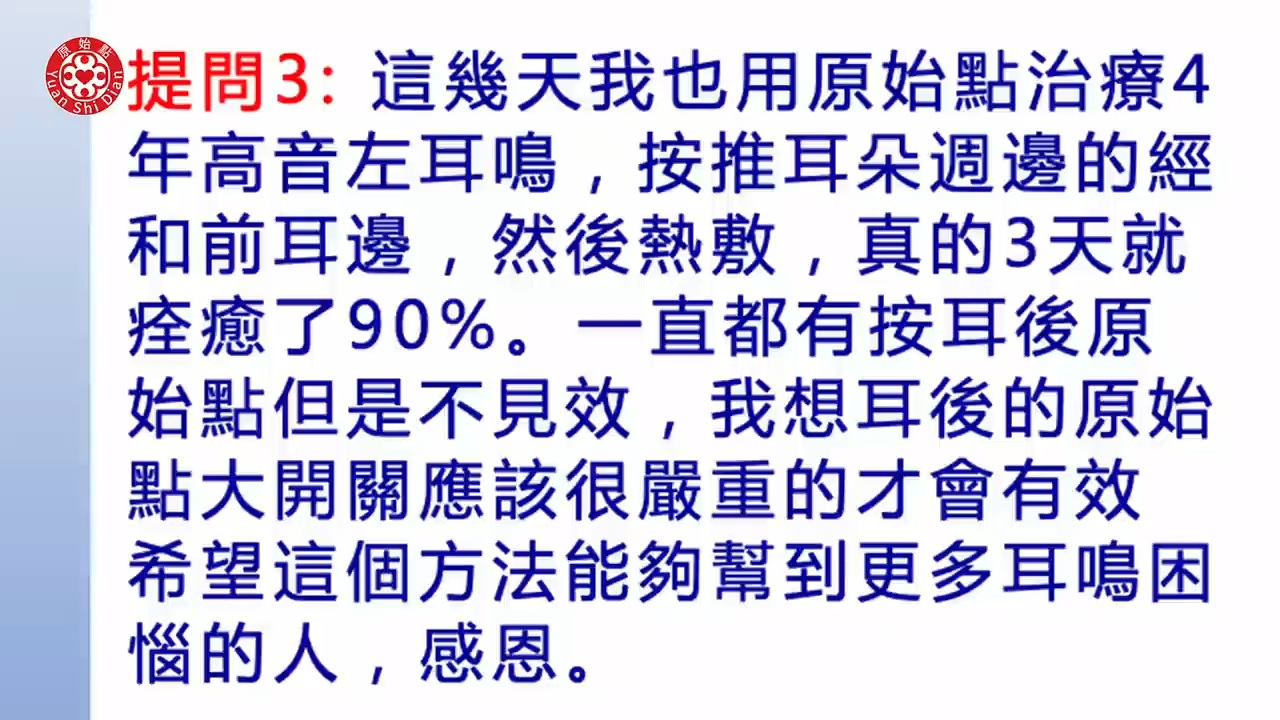 原始點
Yuan Shi Dian
提問3: 這幾天我也用原始點治療4
年高音左耳鳴，按推耳朵週邊的經
和前耳邊，然後熱敷，真的3天就
痊癒了90%。一直都有按耳後原
始點但是不見效，我想耳後的原始
點大開關應該很嚴重的才會有效
希望這個方法能夠幫到更多耳鳴困
惱的人，感恩。